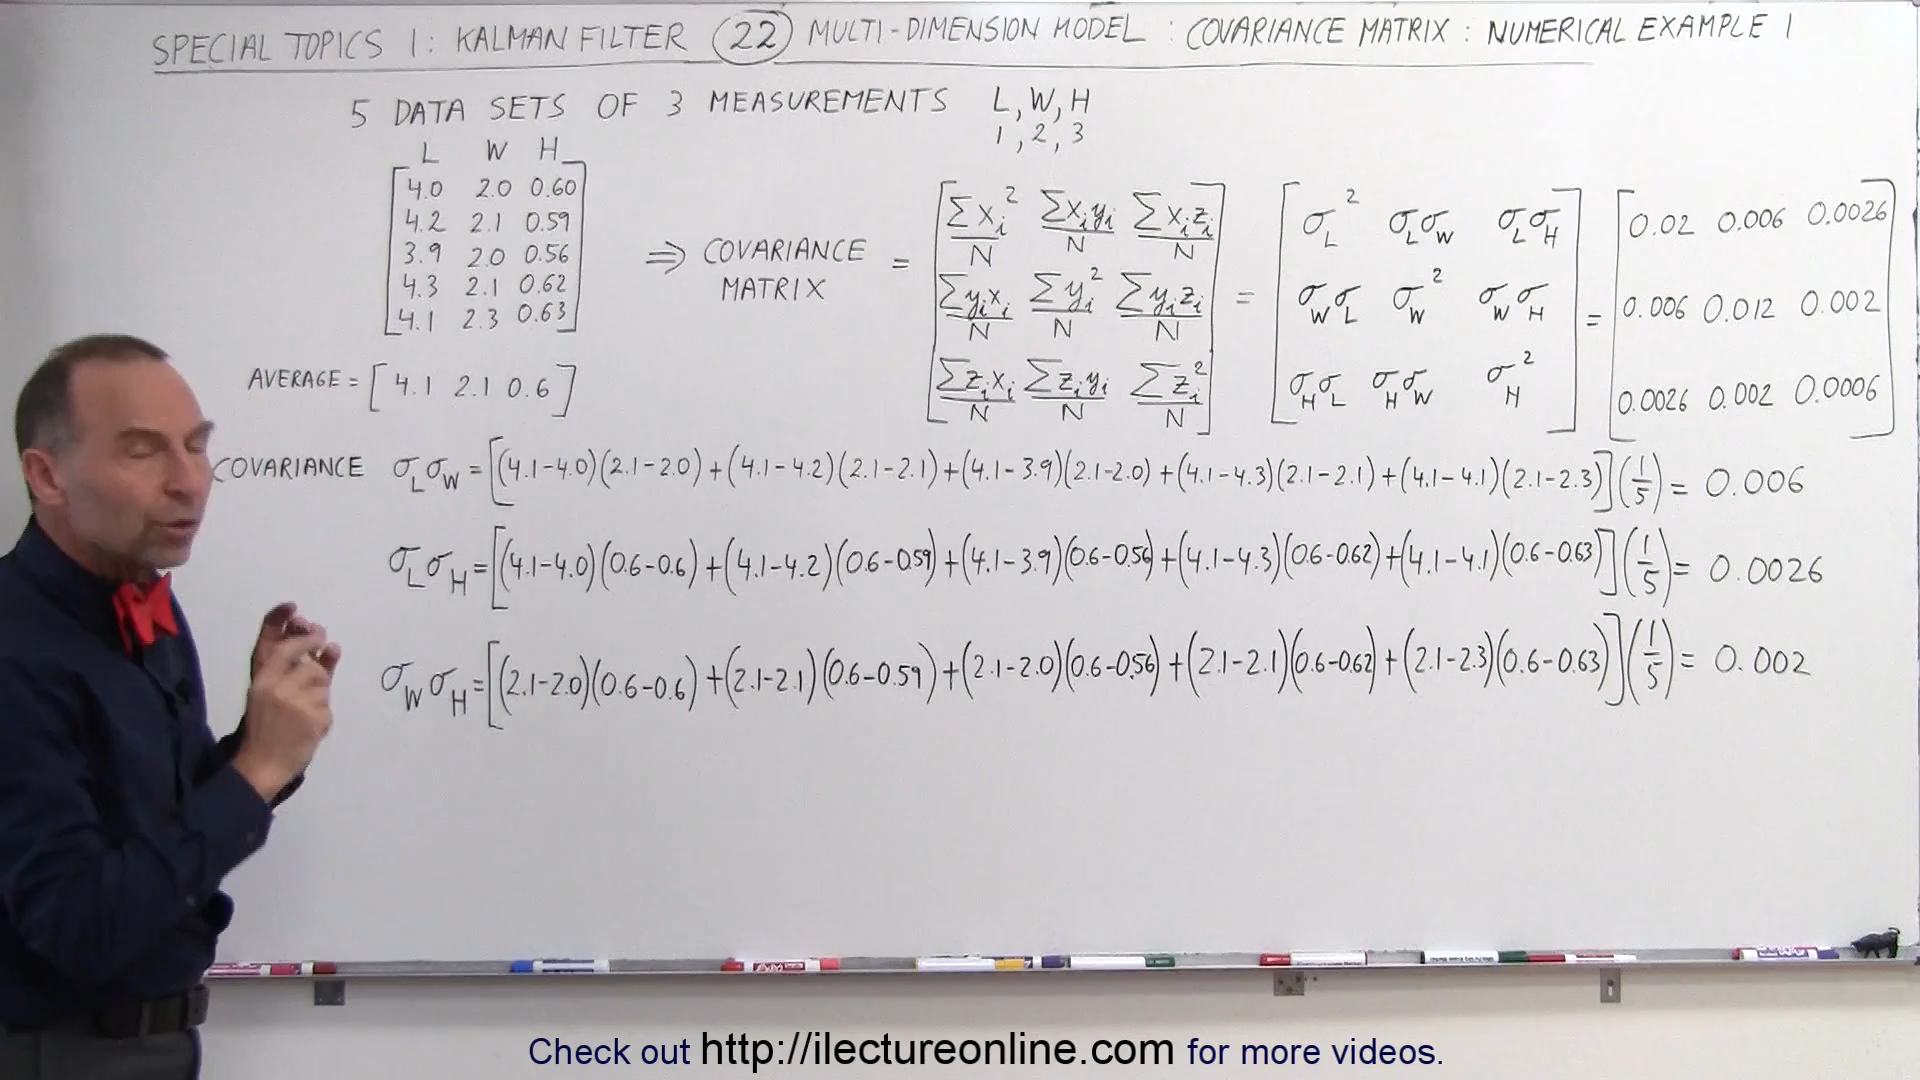 SPECIAL TOPICS 1: KALMAN FILTER (22) MULTI-DIMENSION MODEL : COVARIANCE MATRIX : NUMERICAL EXAMPLE 1
5 DATA SETS OF 3 MEASUREMENTS L, W, H
1, 2, 3
L W H
4.0 2.0 0.60
4.2 2.1 0.59
3.9 2.0 0.56
4.3 2.1 0.62
4.1 2.3 0.63
⇒ COVARIANCE MATRIX =
[Σxᵢ²/N Σxᵢyᵢ/N Σxᵢzᵢ/N
Σyᵢxᵢ/N Σyᵢ²/N Σyᵢzᵢ/N
Σzᵢxᵢ/N Σzᵢyᵢ/N Σzᵢ²/N]
= [σ_L² σ_Lσ_W σ_Lσ_H
σ_Wσ_L σ_W² σ_Wσ_H
σ_Hσ_L σ_Hσ_W σ_H²]
= [0.02 0.006 0.0026
0.006 0.012 0.002
0.0026 0.002 0.0006]
AVERAGE = [4.1 2.1 0.6]
COVARIANCE σ_Lσ_W = [(4.1-4.0)(2.1-2.0)+(4.1-4.2)(2.1-2.1)+(4.1-3.9)(2.1-2.0)+(4.1-4.3)(2.1-2.1)+(4.1-4.1)(2.1-2.3)](1/5) = 0.006
σ_Lσ_H = [(4.1-4.0)(0.6-0.6)+(4.1-4.2)(0.6-0.59)+(4.1-3.9)(0.6-0.56)+(4.1-4.3)(0.6-0.62)+(4.1-4.1)(0.6-0.63)](1/5) = 0.0026
σ_Wσ_H = [(2.1-2.0)(0.6-0.6)+(2.1-2.1)(0.6-0.59)+(2.1-2.0)(0.6-0.56)+(2.1-2.1)(0.6-0.62)+(2.1-2.3)(0.6-0.63)](1/5) = 0.002
Check out http://ilectureonline.com for more videos.